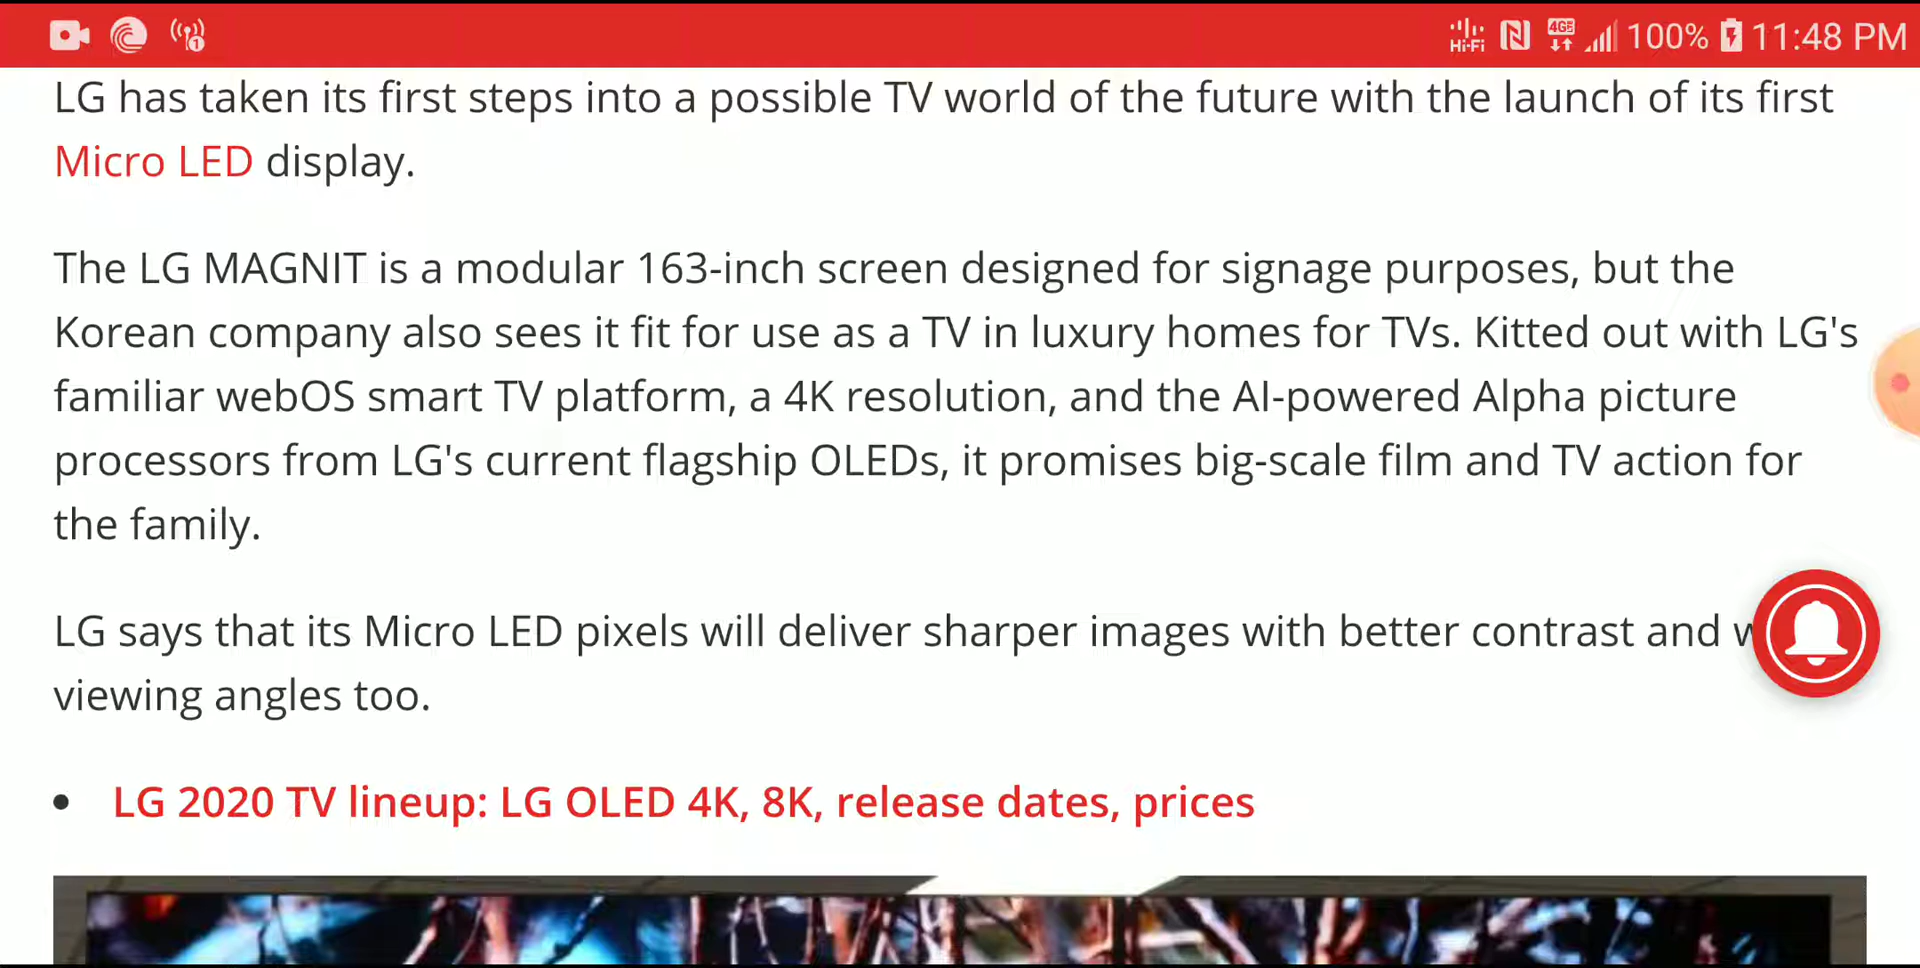 Hi-Fi 4GE 100% 11:48 PM
LG has taken its first steps into a possible TV world of the future with the launch of its first
Micro LED display.
The LG MAGNIT is a modular 163-inch screen designed for signage purposes, but the
Korean company also sees it fit for use as a TV in luxury homes for TVs. Kitted out with LG's
familiar webOS smart TV platform, a 4K resolution, and the AI-powered Alpha picture
processors from LG's current flagship OLEDs, it promises big-scale film and TV action for
the family.
LG says that its Micro LED pixels will deliver sharper images with better contrast and
viewing angles too.
• LG 2020 TV lineup: LG OLED 4K, 8K, release dates, prices